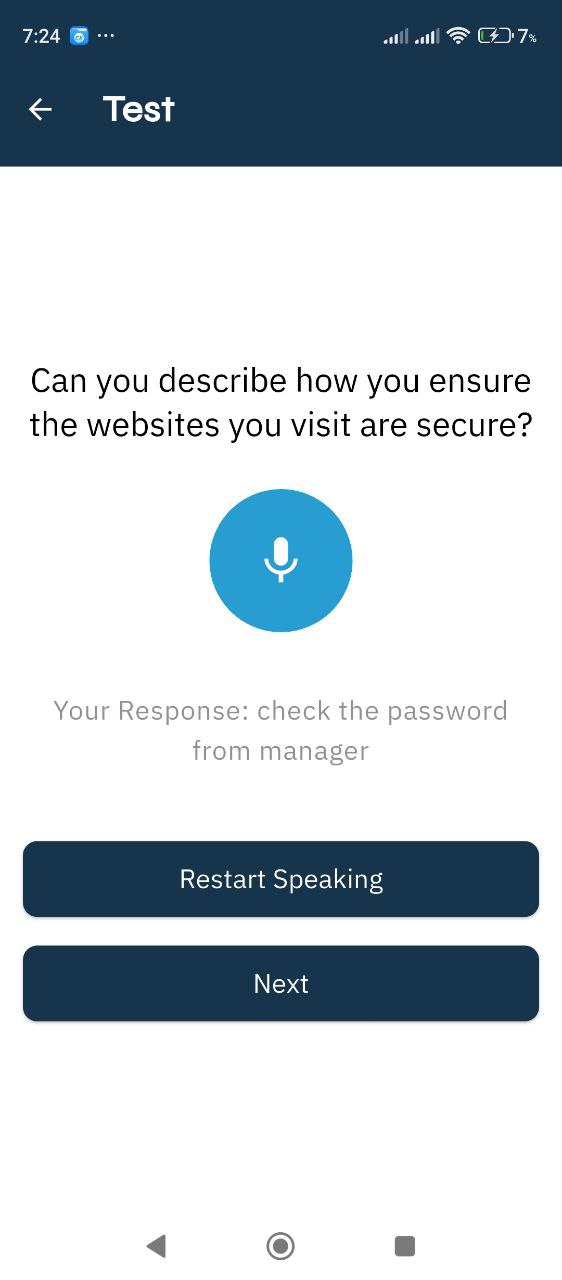 7:24 ... 7%
Test
Can you describe how you ensure
the websites you visit are secure?
Your Response: check the password
from manager
Restart Speaking
Next